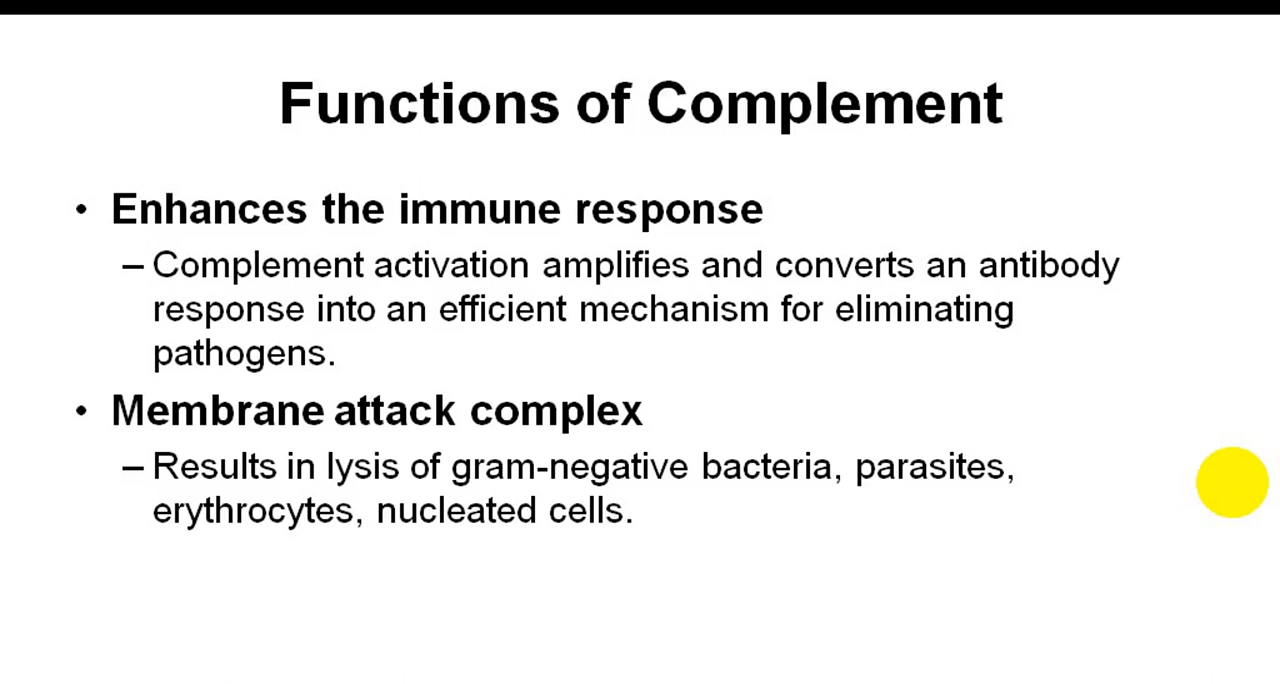 Functions of Complement
• Enhances the immune response
– Complement activation amplifies and converts an antibody
response into an efficient mechanism for eliminating
pathogens.
• Membrane attack complex
– Results in lysis of gram-negative bacteria, parasites,
erythrocytes, nucleated cells.